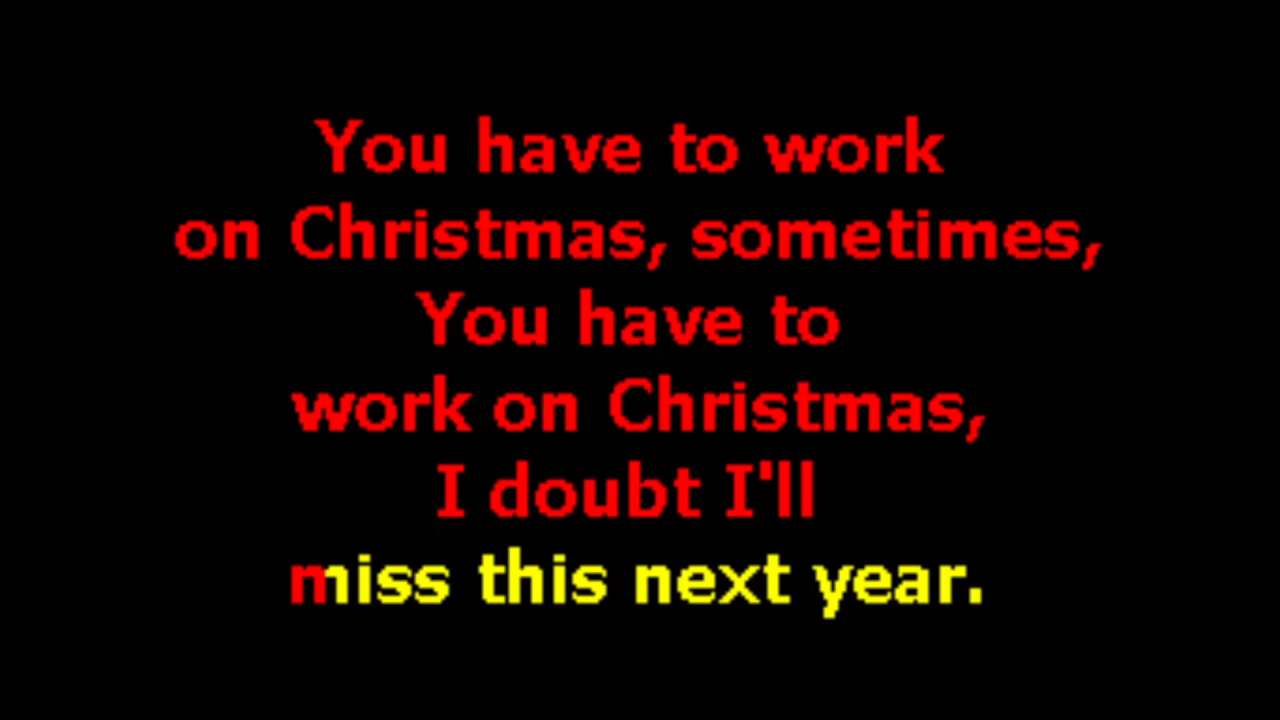 You have to work
on Christmas, sometimes,
You have to
work on Christmas,
I doubt I'll
miss this next year.